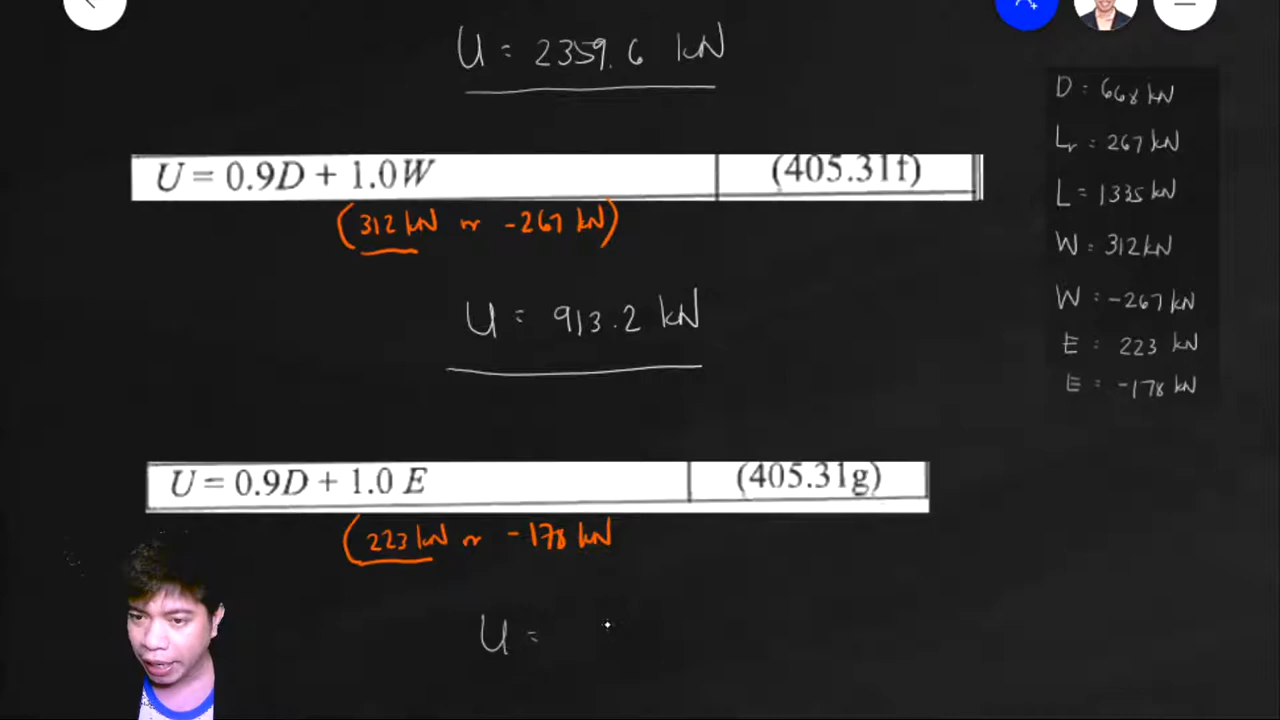 U = 2359.6 kN
U = 0.9D + 1.0W (405.31f)
(312 kN or -267 kN)
U = 913.2 kN
U = 0.9D + 1.0 E (405.31g)
(223 kN or -178 kN
U =
D = 668 kN
Lr = 267 kN
L = 1335 kN
W = 312 kN
W = -267 kN
E = 223 kN
E = -178 kN